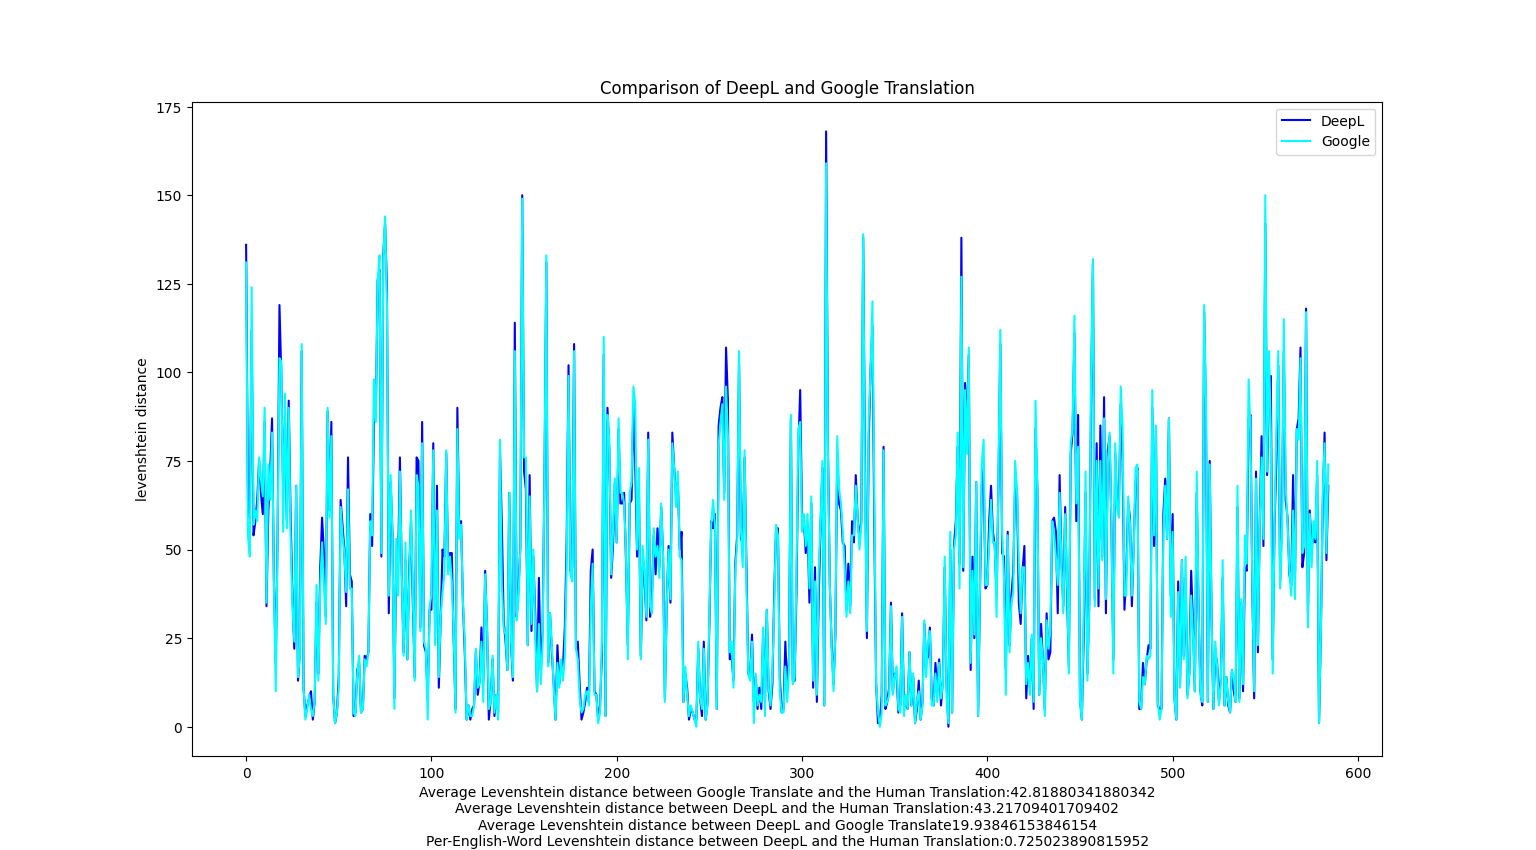 Comparison of DeepL and Google Translation
175
150
125
100
75
50
25
0
levenshtein distance
DeepL
Google
0 100 200 300 400 500 600
Average Levenshtein distance between Google Translate and the Human Translation:42.81880341880342
Average Levenshtein distance between DeepL and the Human Translation:43.21709401709402
Average Levenshtein distance between DeepL and Google Translate19.93846153846154
Per-English-Word Levenshtein distance between DeepL and the Human Translation:0.725023890815952